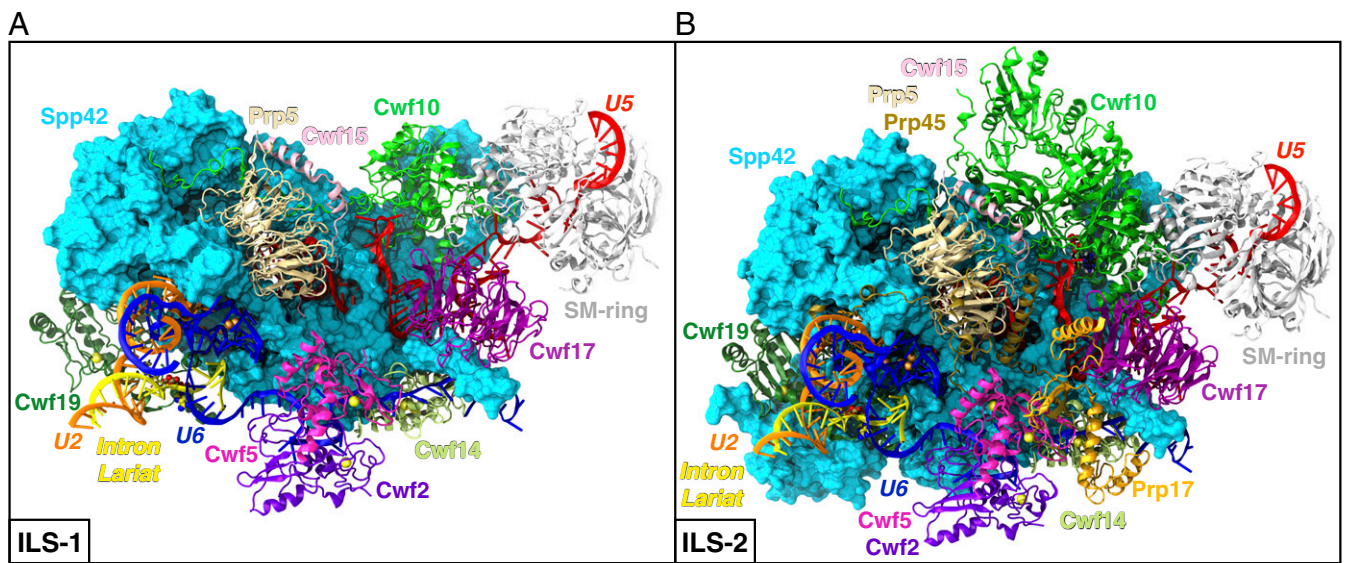 A
Spp42
Prp5
Cwf15
Cwf10
U5
SM-ring
Cwf17
Cwf19
U2
Intron
Lariat
U6
Cwf5
Cwf14
Cwf2
ILS-1
B
Cwf15
Prp5
Prp45
Cwf10
Spp42
U5
SM-ring
Cwf19
Cwf17
U2
Intron
Lariat
U6
Prp17
Cwf5
Cwf14
Cwf2
ILS-2